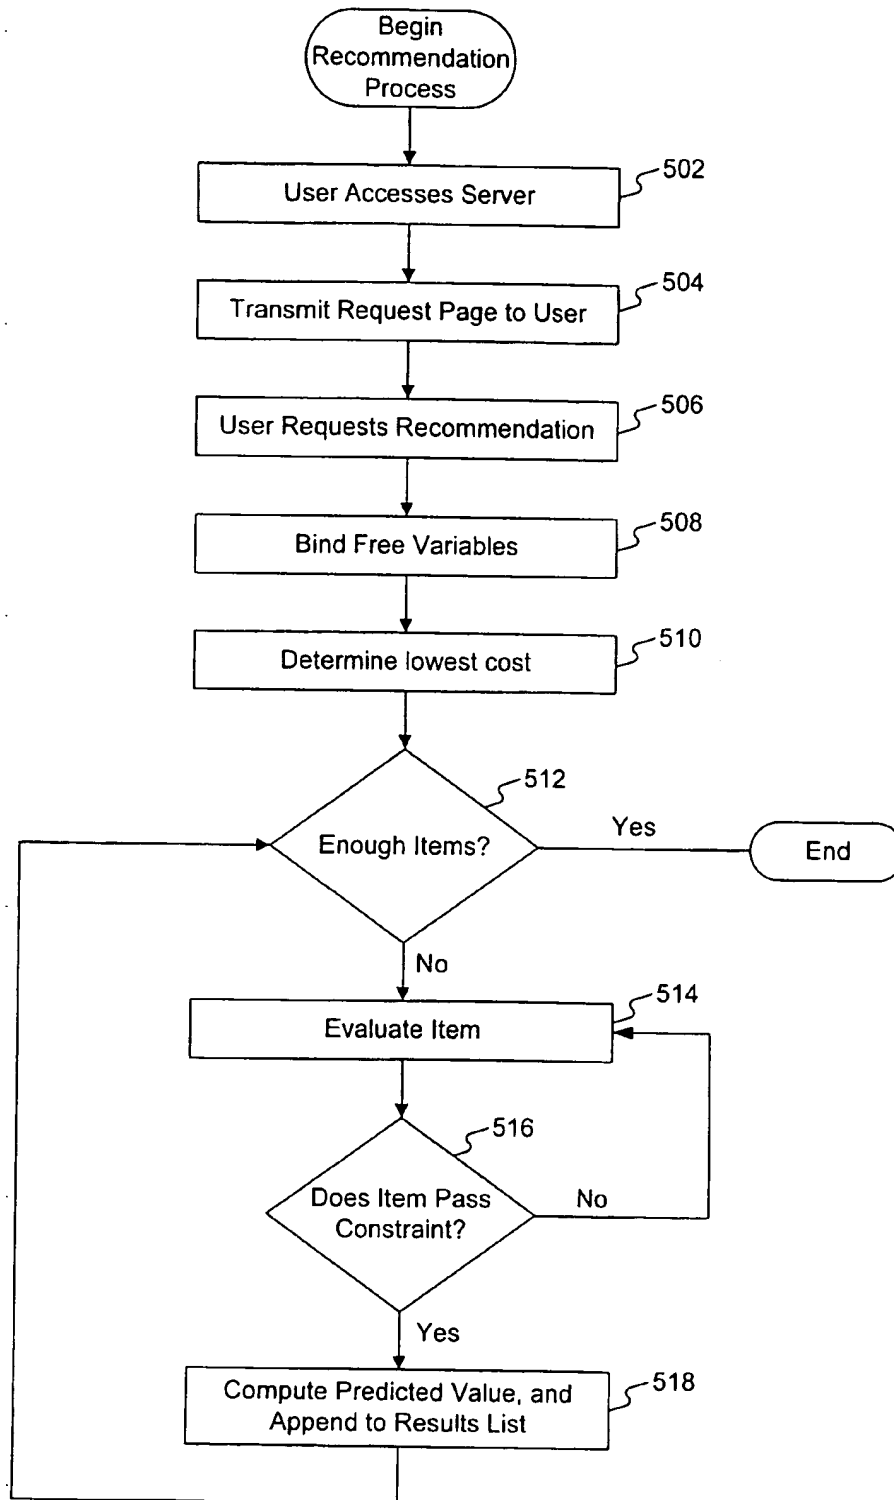 Begin
Recommendation
Process
502
User Accesses Server
504
Transmit Request Page to User
506
User Requests Recommendation
508
Bind Free Variables
510
Determine lowest cost
512
Enough Items?
Yes
End
No
514
Evaluate Item
516
Does Item Pass
Constraint?
No
Yes
518
Compute Predicted Value, and
Append to Results List